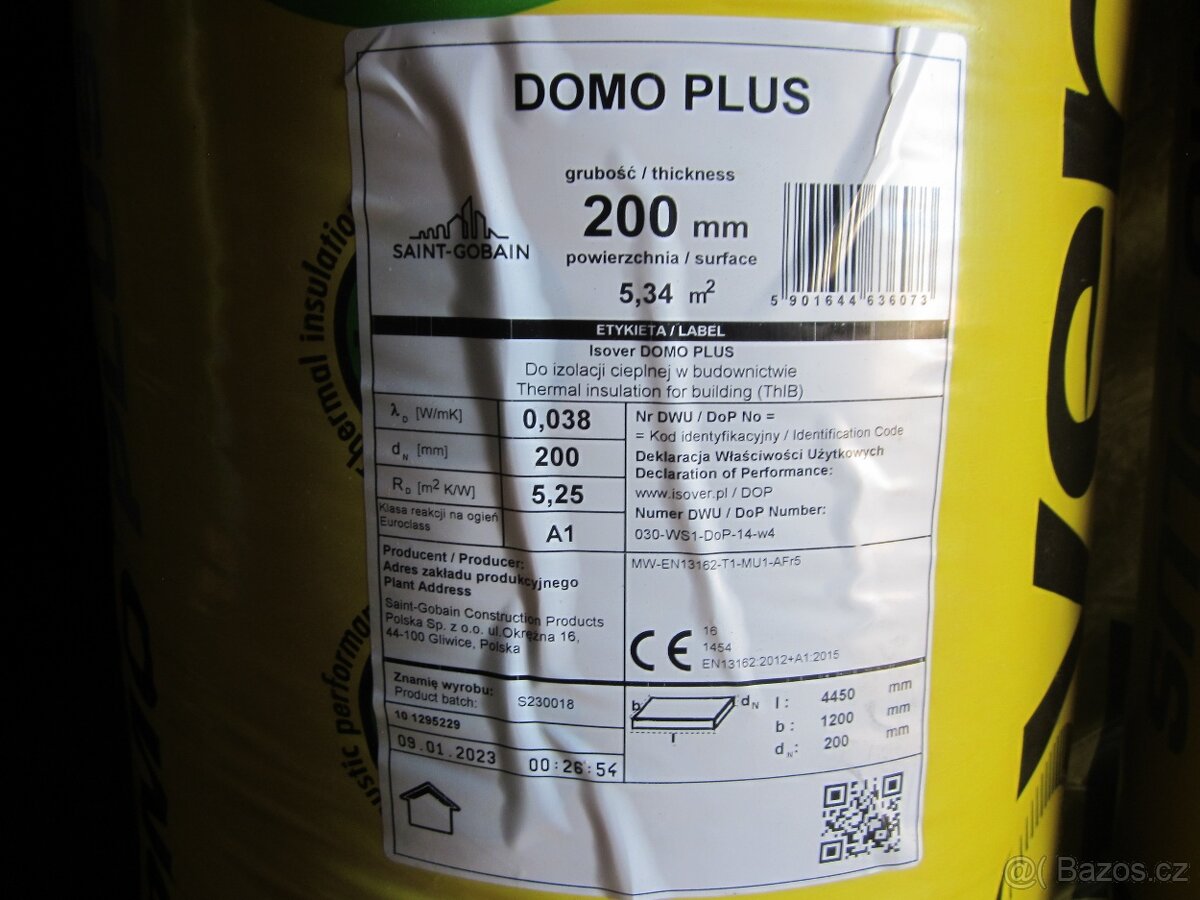 DOMO PLUS
grubość / thickness
200 mm
powierzchnia / surface
5,34 m²
SAINT-GOBAIN
5 901644 636073
ETYKIETA / LABEL
Isover DOMO PLUS
Do izolacji cieplnej w budownictwie
Thermal insulation for building (ThIB)
λD [W/mK] 0,038
dN [mm] 200
RD [m² K/W] 5,25
Klasa reakcji na ogień
Euroclass
A1
Nr DWU / DoP No =
= Kod identyfikacyjny / Identification Code
Deklaracja Właściwości Użytkowych
Declaration of Performance:
www.isover.pl / DOP
Numer DWU / DoP Number:
030-WS1-DoP-14-w4
Producent / Producer:
Adres zakładu produkcyjnego
Plant Address
Saint-Gobain Construction Products
Polska Sp. z o.o. ul.Okrężna 16,
44-100 Gliwice, Polska
MW-EN13162-T1-MU1-AFr5
CE
16
1454
EN13162:2012+A1:2015
Znamię wyrobu:
Product batch:
S230018
10 1295229
09.01.2023 00:26:54
b dN l
l : 4450 mm
b : 1200 mm
dN: 200 mm
thermal insulation
@( Bazos.cz